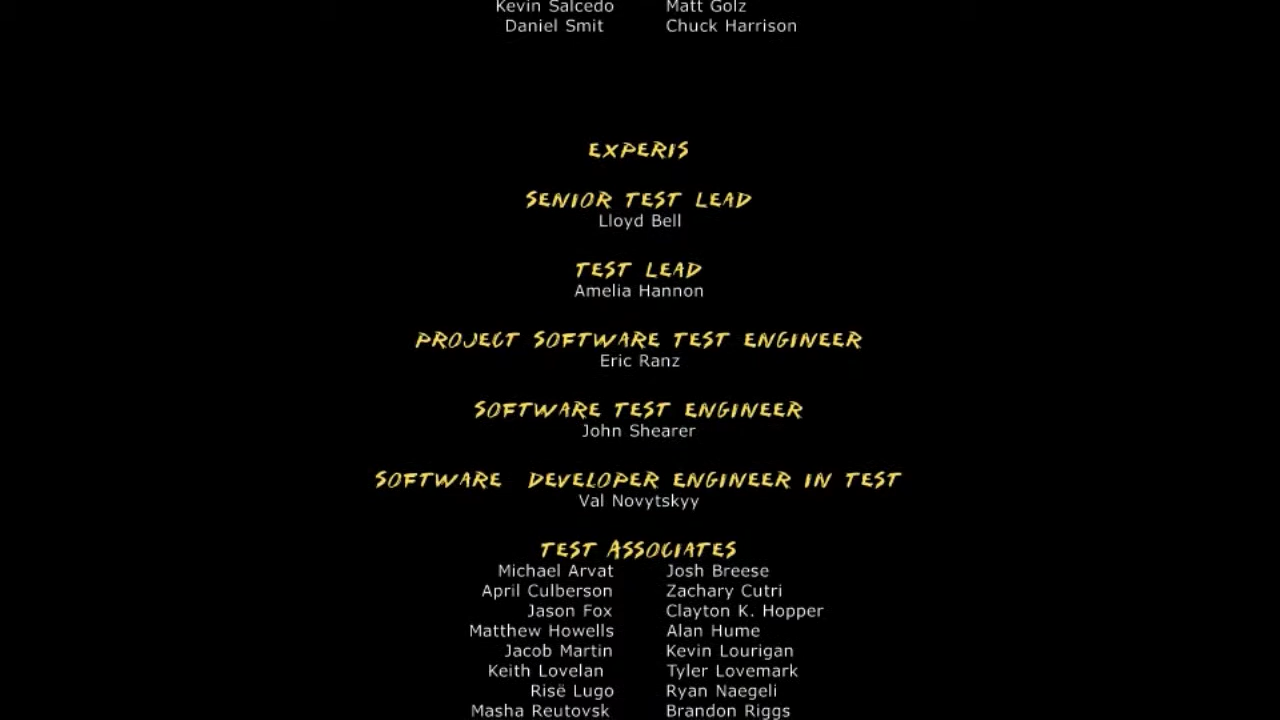 Kevin Salcedo Matt Golz
Daniel Smit Chuck Harrison
EXPERIS
SENIOR TEST LEAD
Lloyd Bell
TEST LEAD
Amelia Hannon
PROJECT SOFTWARE TEST ENGINEER
Eric Ranz
SOFTWARE TEST ENGINEER
John Shearer
SOFTWARE DEVELOPER ENGINEER IN TEST
Val Novytskyy
TEST ASSOCIATES
Michael Arvat Josh Breese
April Culberson Zachary Cutri
Jason Fox Clayton K. Hopper
Matthew Howells Alan Hume
Jacob Martin Kevin Lourigan
Keith Lovelan Tyler Lovemark
Risë Lugo Ryan Naegeli
Masha Reutovsk Brandon Riggs